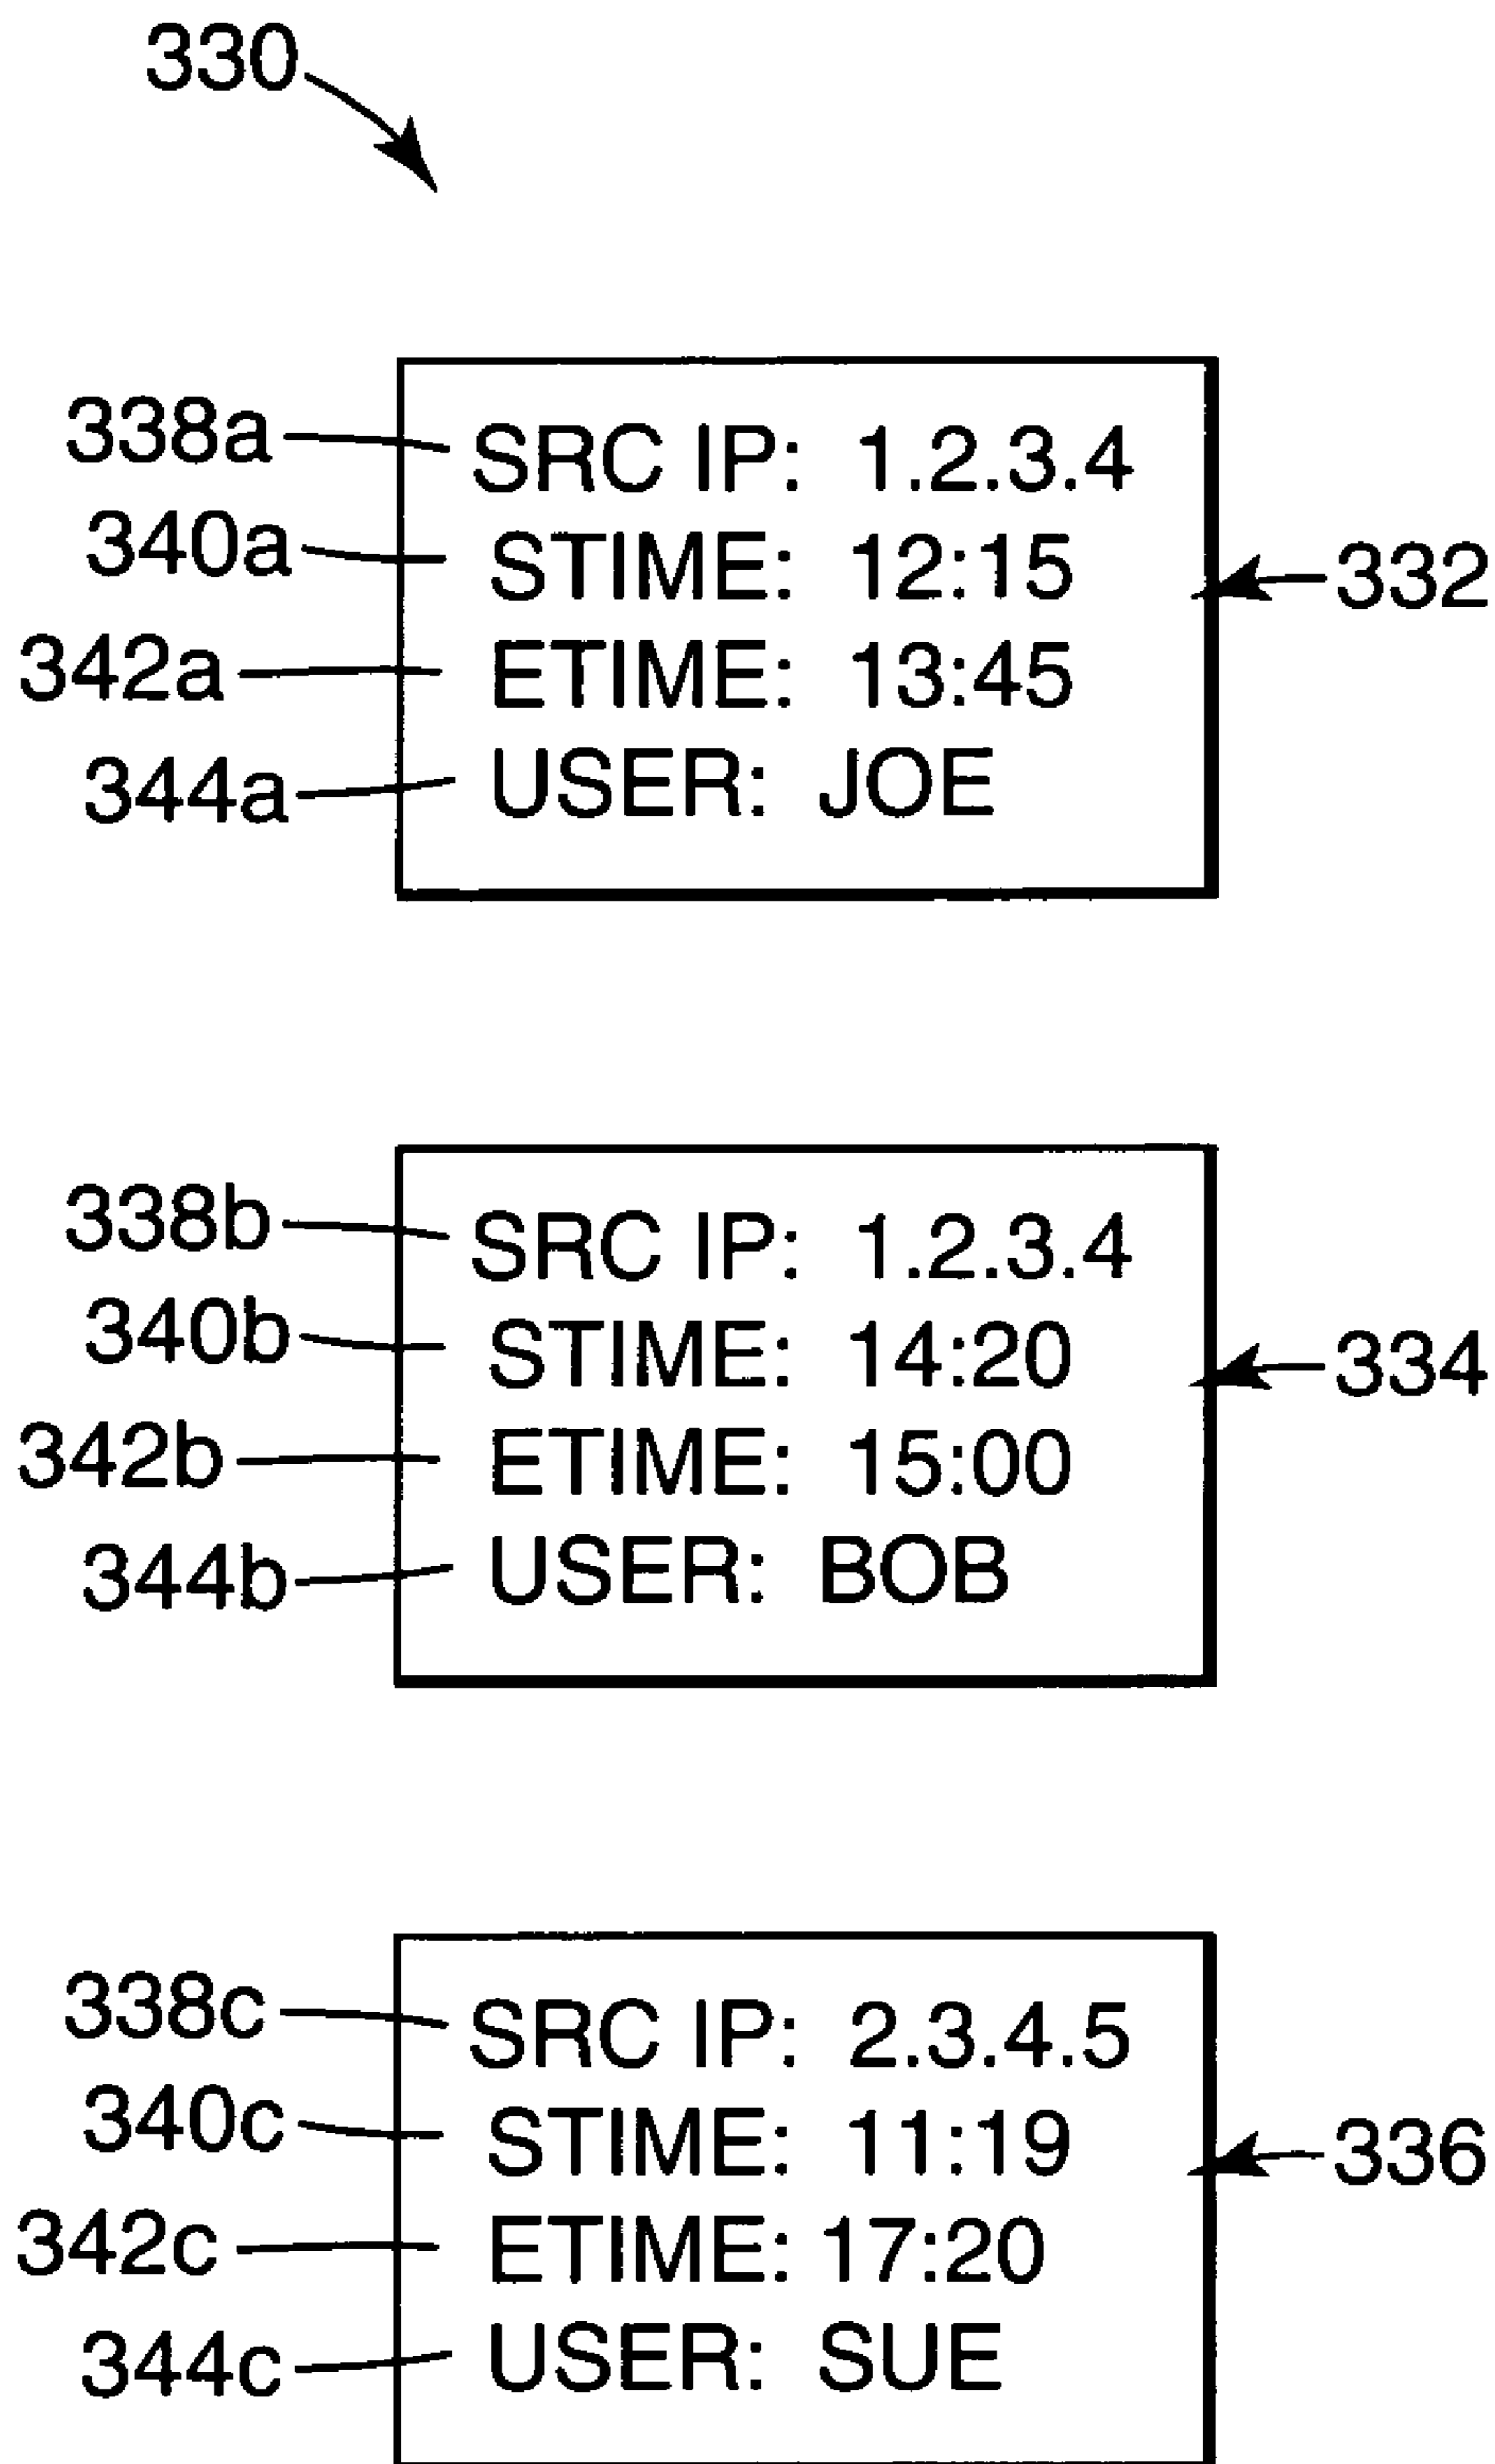 330
338a SRC IP: 1.2.3.4
340a STIME: 12:15 332
342a ETIME: 13:45
344a USER: JOE
338b SRC IP: 1.2.3.4
340b STIME: 14:20 334
342b ETIME: 15:00
344b USER: BOB
338c SRC IP: 2.3.4.5
340c STIME: 11:19 336
342c ETIME: 17:20
344c USER: SUE